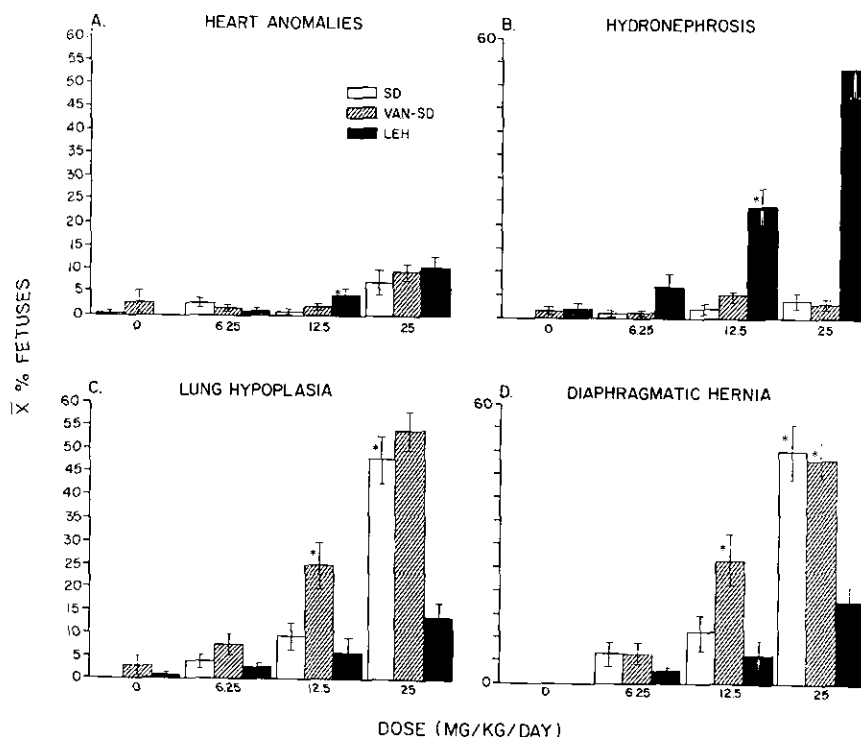 A. HEART ANOMALIES
60
55
50
45
40
35
30
25
20
15
10
5
0
SD
VAN-SD
LEH
*
0 6.25 12.5 25
B. HYDRONEPHROSIS
60
*
0 6.25 12.5 25
X̄ % FETUSES
C. LUNG HYPOPLASIA
60
55
50
45
40
35
30
25
20
15
10
5
0
*
*
0 6.25 12.5 25
D. DIAPHRAGMATIC HERNIA
60
0
*
*
*
0 6.25 12.5 25
DOSE (MG/KG/DAY)